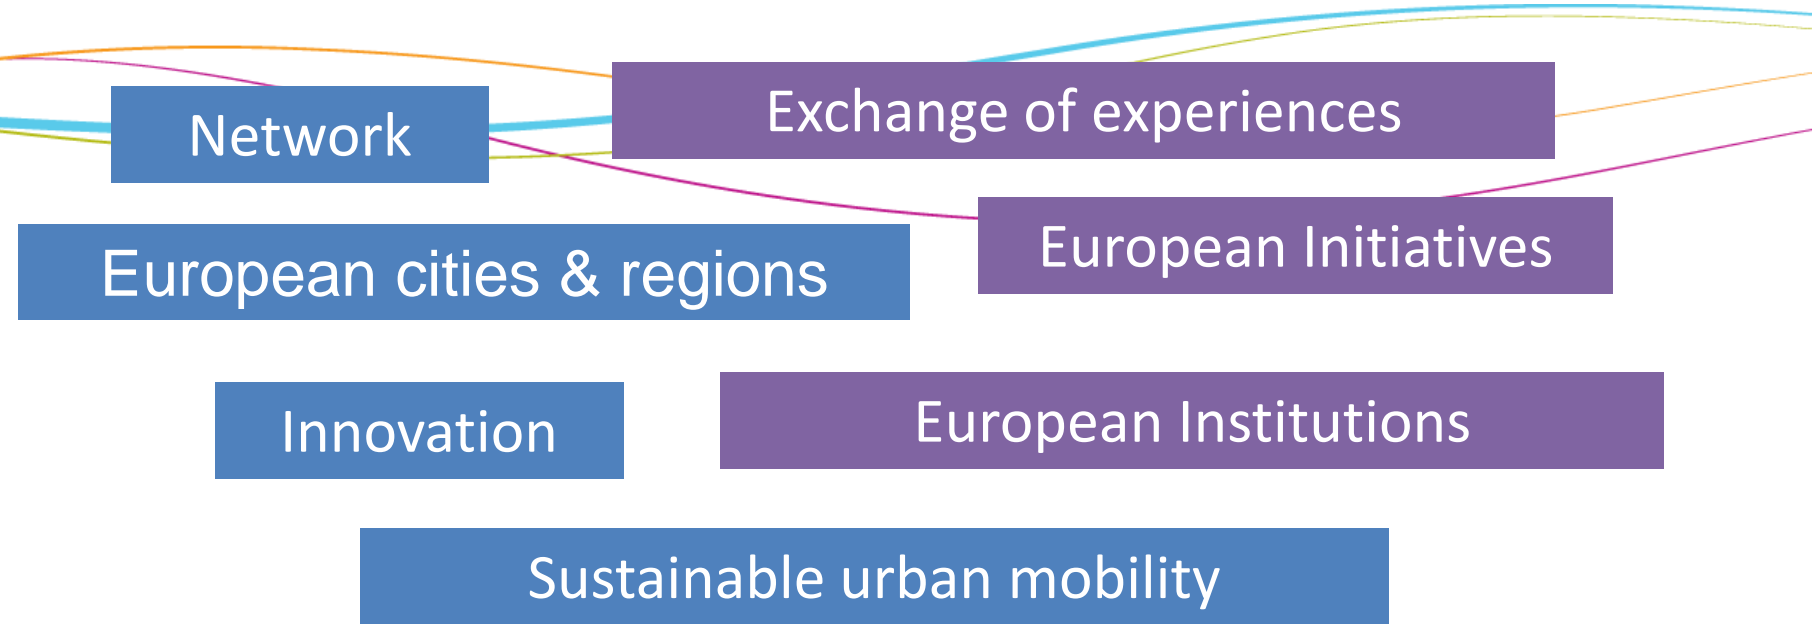 Network
Exchange of experiences
European cities & regions
European Initiatives
Innovation
European Institutions
Sustainable urban mobility